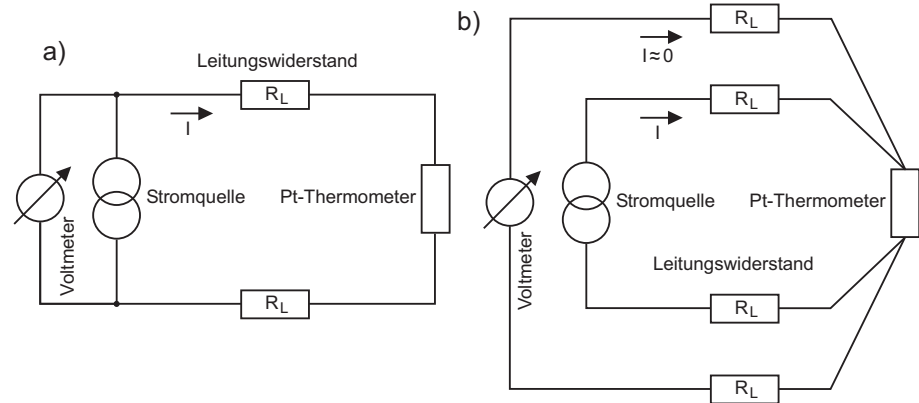 a)
Leitungswiderstand
R_L
I
Voltmeter
Stromquelle
Pt-Thermometer
R_L
b)
R_L
I ≈ 0
R_L
I
Voltmeter
Stromquelle
Pt-Thermometer
Leitungswiderstand
R_L
R_L